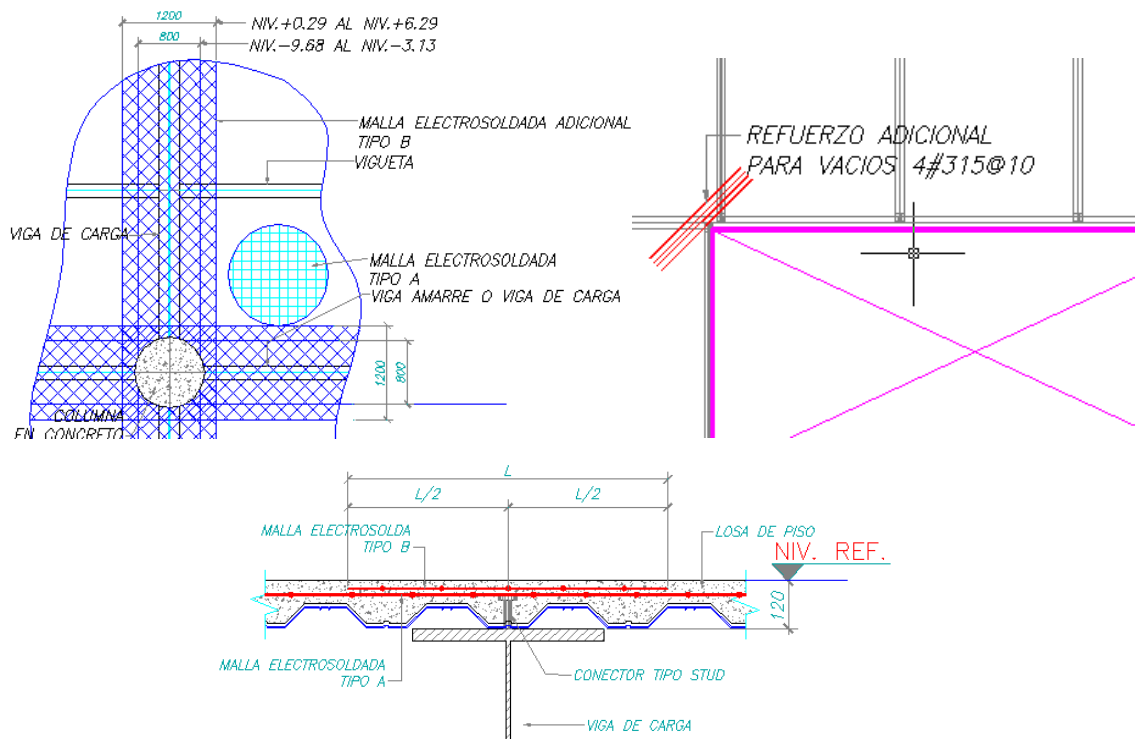 1200
NIV.+0.29 AL NIV.+6.29
800
NIV.-9.68 AL NIV.-3.13
MALLA ELECTROSOLDADA ADICIONAL
TIPO B
VIGUETA
VIGA DE CARGA
MALLA ELECTROSOLDADA
TIPO A
VIGA AMARRE O VIGA DE CARGA
1200
800
COLUMNA
EN CONCRETO
REFUERZO ADICIONAL
PARA VACIOS 4#315@10
L
L/2
L/2
MALLA ELECTROSOLDA
TIPO B
LOSA DE PISO
NIV. REF.
120
MALLA ELECTROSOLDADA
TIPO A
CONECTOR TIPO STUD
VIGA DE CARGA